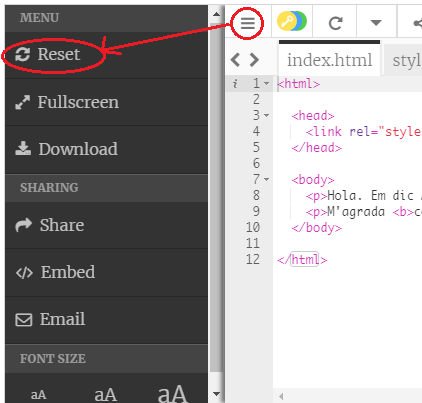 MENU
Reset
Fullscreen
Download
SHARING
Share
Embed
Email
FONT SIZE
aA aA aA
index.html
i 1 <html>
2
3 <head>
4 <link rel="style
5 </head>
6
7 <body>
8 <p>Hola. Em dic
9 <p>M'agrada <b>c
10 </body>
11
12 </html>